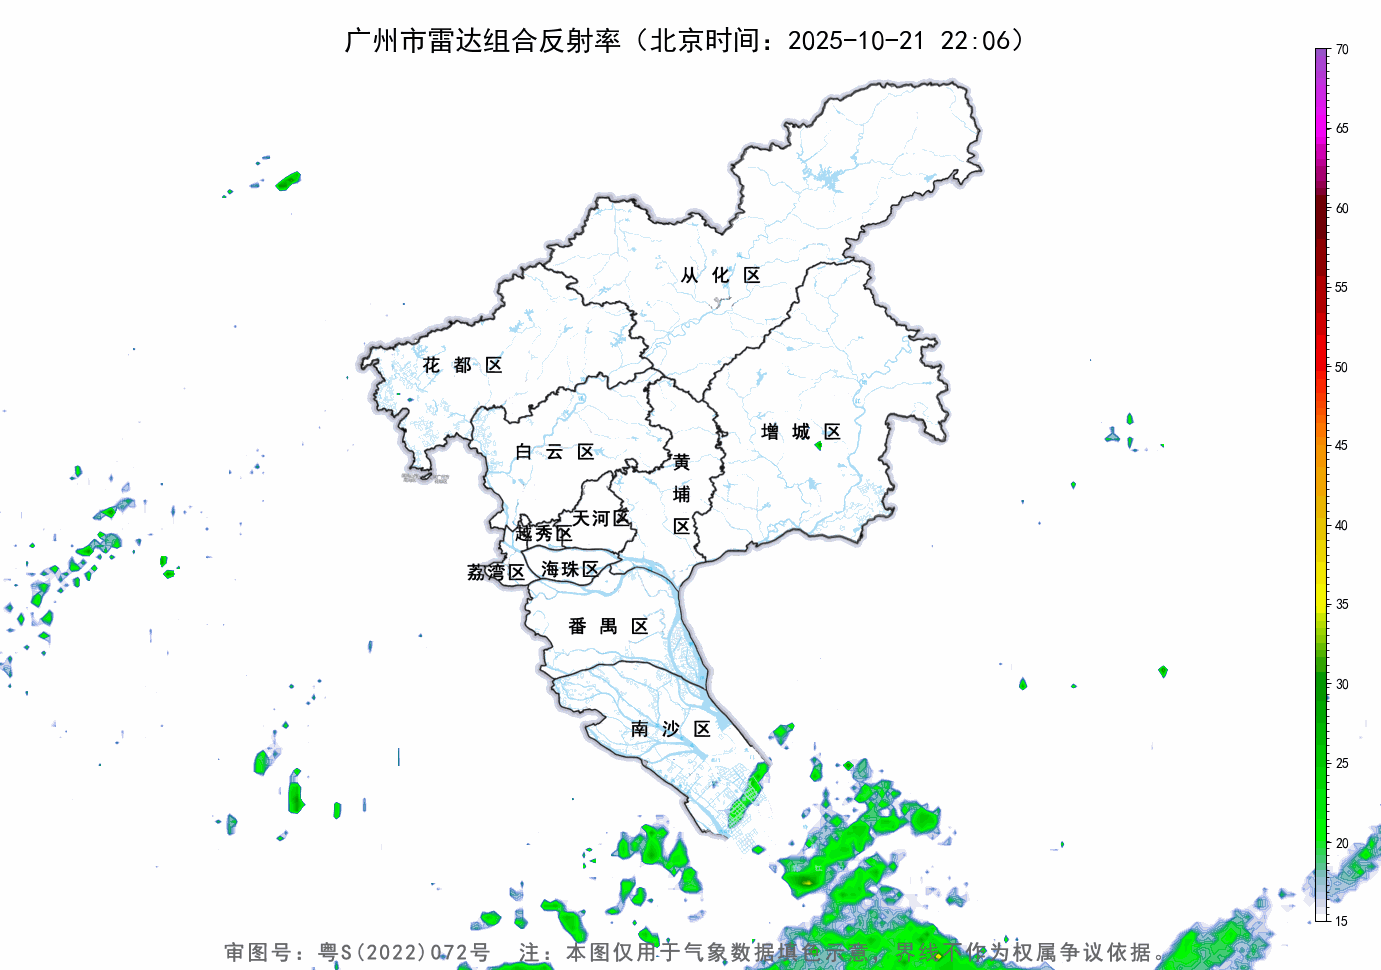 广州市雷达组合反射率（北京时间：2025-10-21 22:06）
70
65
60
55
50
45
40
35
30
25
20
15
从化区
花都区
增城区
白云区
黄埔区
天河区
越秀区
荔湾区
海珠区
番禺区
南沙区
审图号：粤S(2022)072号 注：本图仅用于气象数据填色示意，界线不作为权属争议依据。